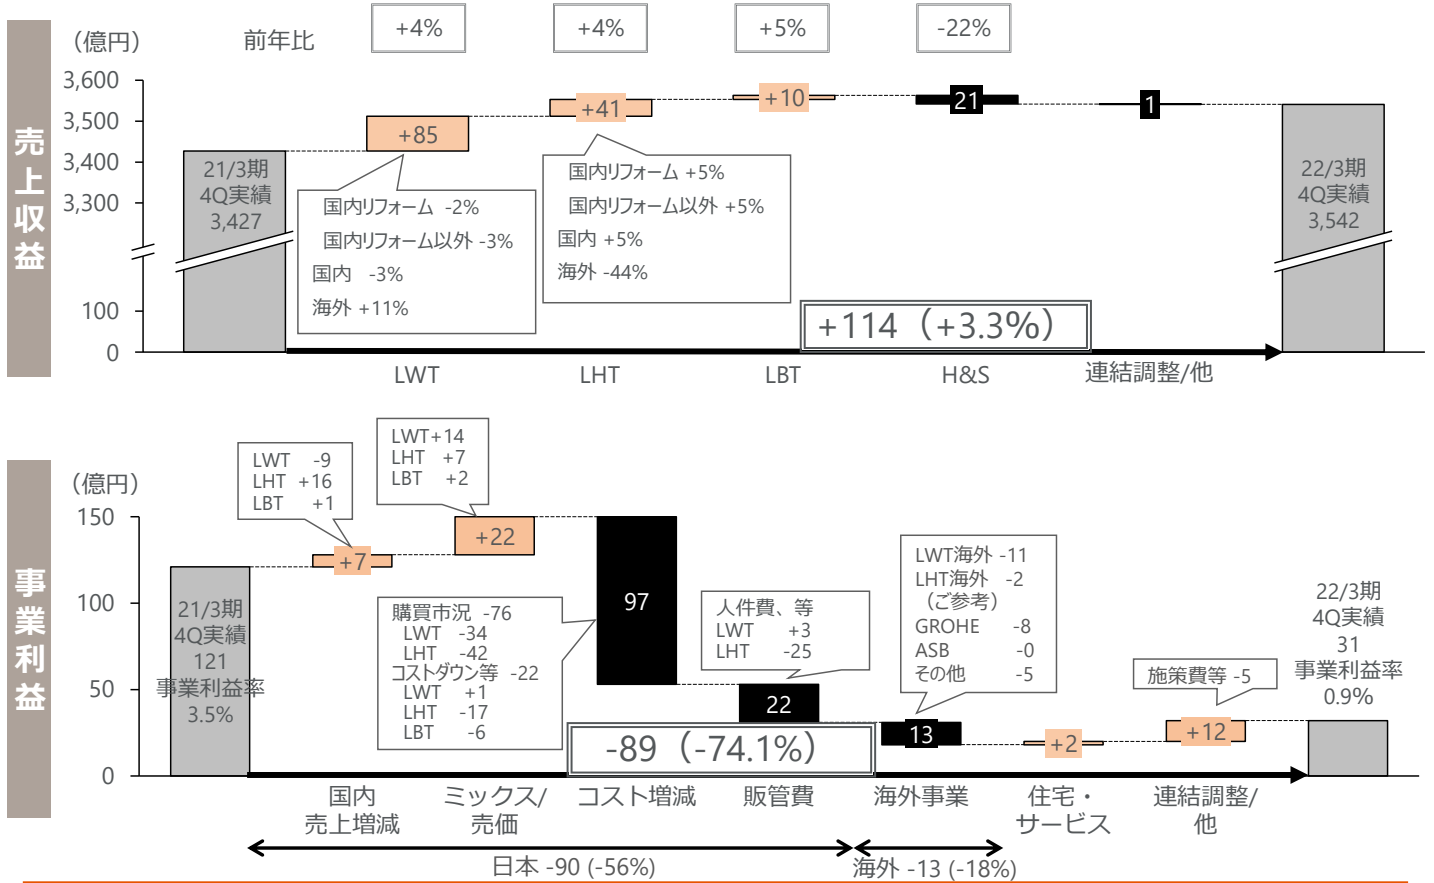 売上収益
（億円）
前年比
+4%
+4%
+5%
-22%
3,600
3,500
3,400
3,300
100
0
21/3期
4Q実績
3,427
+85
+41
+10
21
1
22/3期
4Q実績
3,542
国内リフォーム -2%
国内リフォーム以外 -3%
国内 -3%
海外 +11%
国内リフォーム +5%
国内リフォーム以外 +5%
国内 +5%
海外 -44%
+114（+3.3%）
LWT
LHT
LBT
H&S
連結調整/他
事業利益
（億円）
150
100
50
0
21/3期
4Q実績
121
事業利益率
3.5%
LWT -9
LHT +16
LBT +1
+7
LWT+14
LHT +7
LBT +2
+22
購買市況 -76
LWT -34
LHT -42
コストダウン等 -22
LWT +1
LHT -17
LBT -6
97
人件費、等
LWT +3
LHT -25
22
LWT海外 -11
LHT海外 -2
（ご参考）
GROHE -8
ASB -0
その他 -5
13
+2
施策費等 -5
+12
22/3期
4Q実績
31
事業利益率
0.9%
-89（-74.1%）
国内
売上増減
ミックス/
売価
コスト増減
販管費
海外事業
住宅・
サービス
連結調整/
他
日本 -90 (-56%)
海外 -13 (-18%)